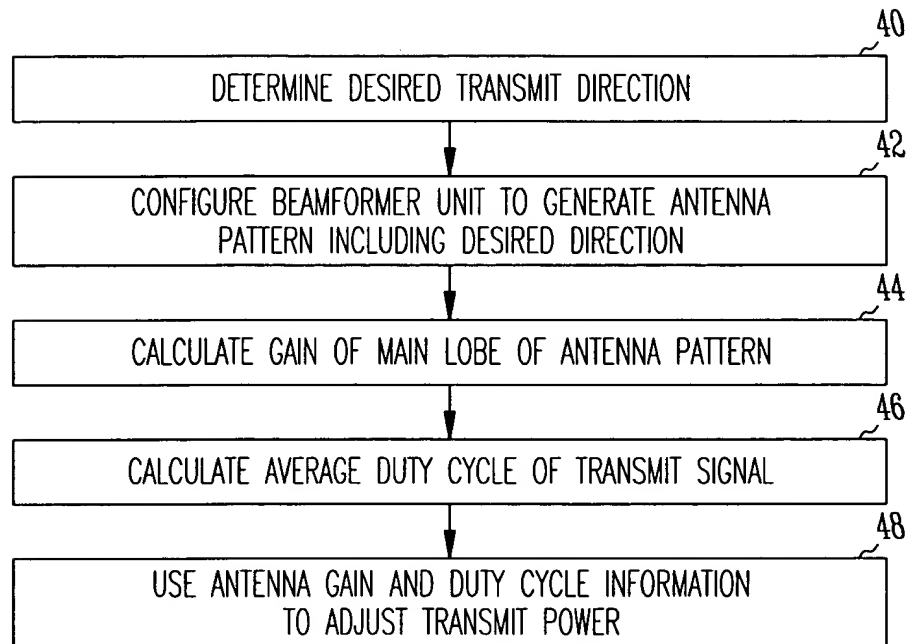 40
DETERMINE DESIRED TRANSMIT DIRECTION
42
CONFIGURE BEAMFORMER UNIT TO GENERATE ANTENNA
PATTERN INCLUDING DESIRED DIRECTION
44
CALCULATE GAIN OF MAIN LOBE OF ANTENNA PATTERN
46
CALCULATE AVERAGE DUTY CYCLE OF TRANSMIT SIGNAL
48
USE ANTENNA GAIN AND DUTY CYCLE INFORMATION
TO ADJUST TRANSMIT POWER